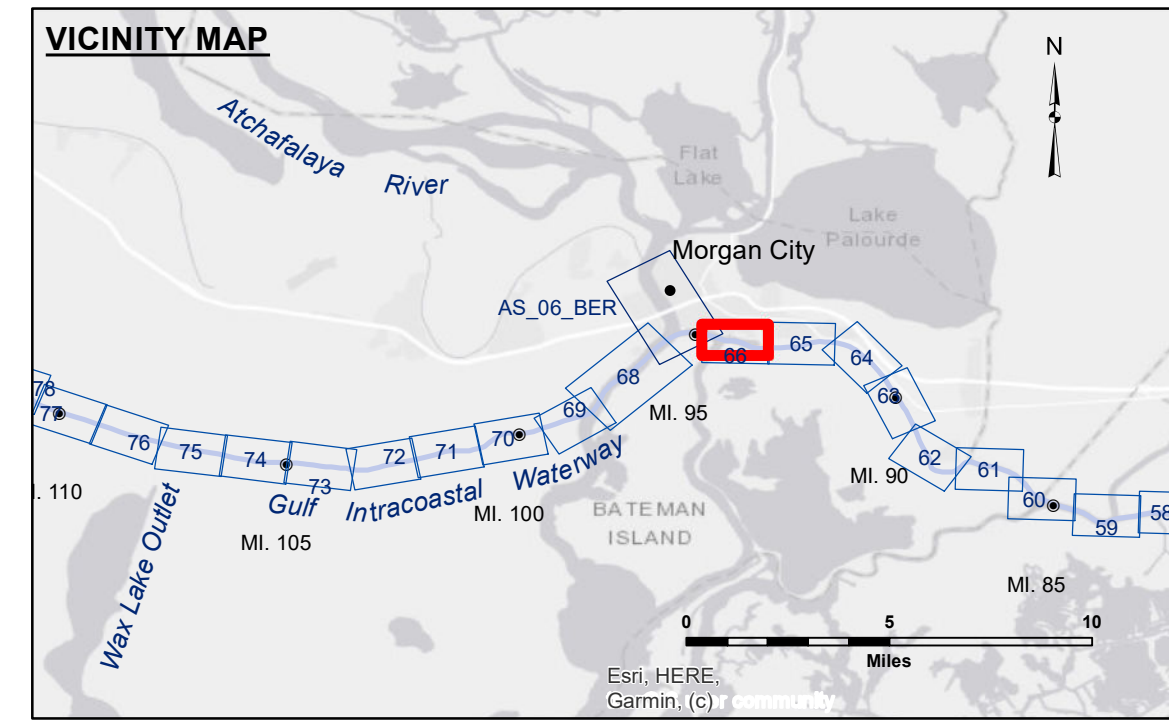 VICINITY MAP
N
Atchafalaya
River
Flat
Lake
Lake
Palourde
Morgan City
AS_06_BER
66
65
64
63
62
61
60
59
58
68
69
70
71
72
73
74
75
76
77
78
MI. 95
MI. 90
MI. 85
MI. 100
MI. 105
I. 110
Gulf Intracoastal Waterway
Wax Lake Outlet
BATEMAN
ISLAND
0 5 10
Miles
Esri, HERE,
Garmin, (c) r community